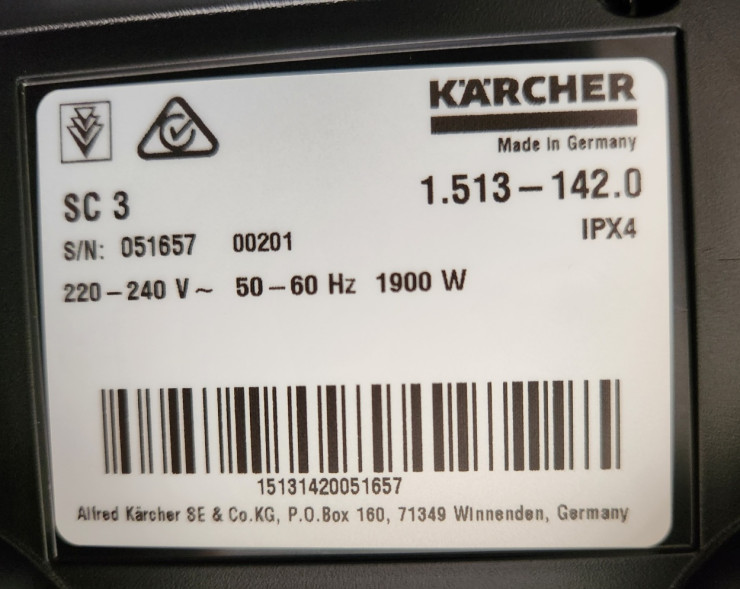 KÄRCHER
Made in Germany
SC 3
1.513-142.0
S/N: 051657 00201
IPX4
220-240 V~ 50-60 Hz 1900 W
15131420051657
Alfred Kärcher SE & Co.KG, P.O.Box 160, 71349 Winnenden, Germany